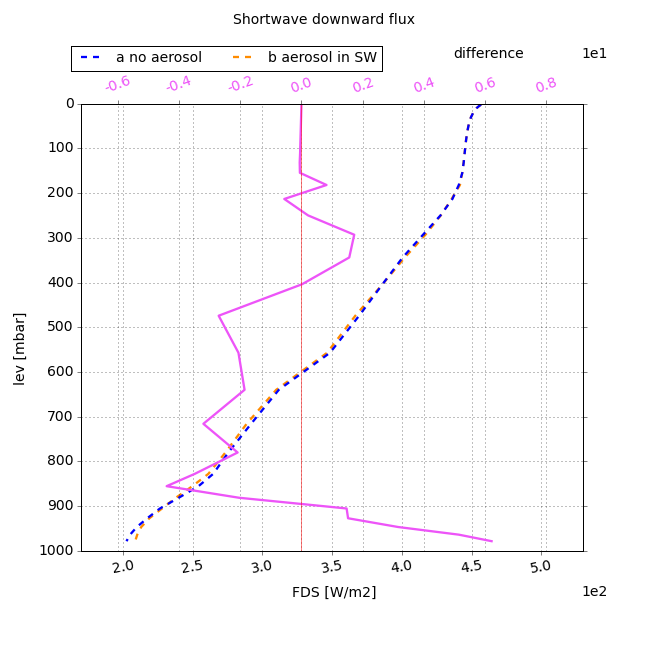 Shortwave downward flux
a no aerosol b aerosol in SW difference 1e1
-0.6 -0.4 -0.2 0.0 0.2 0.4 0.6 0.8
0
100
200
300
400
500
600
700
800
900
1000
lev [mbar]
2.0 2.5 3.0 3.5 4.0 4.5 5.0
FDS [W/m2] 1e2